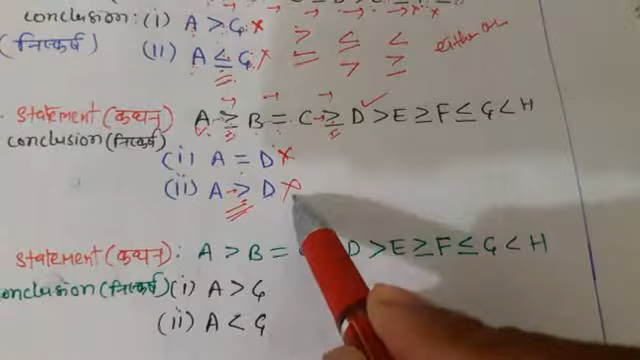 conclusion: (i) A > G × > ≤ <
(निष्कर्ष) (ii) A ≤ G × = > ≥ either or
. statement (कथन) A ≥ B = C ≥ D > E ≥ F ≤ G < H
conclusion (निष्कर्ष)
(i) A = D ×
(ii) A > D ×
statement (कथन): A > B = D > E ≥ F ≤ G < H
conclusion (निष्कर्ष) (i) A > G
(ii) A < G